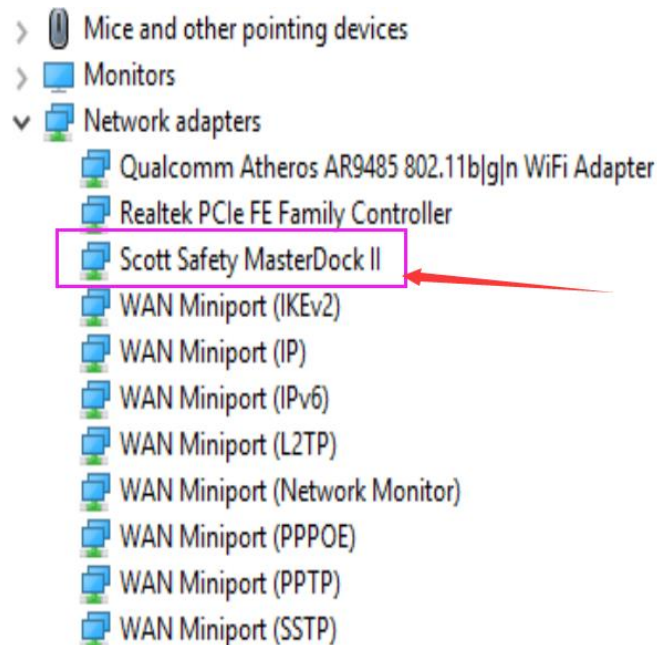 Mice and other pointing devices
Monitors
Network adapters
Qualcomm Atheros AR9485 802.11b|g|n WiFi Adapter
Realtek PCIe FE Family Controller
Scott Safety MasterDock II
WAN Miniport (IKEv2)
WAN Miniport (IP)
WAN Miniport (IPv6)
WAN Miniport (L2TP)
WAN Miniport (Network Monitor)
WAN Miniport (PPPOE)
WAN Miniport (PPTP)
WAN Miniport (SSTP)